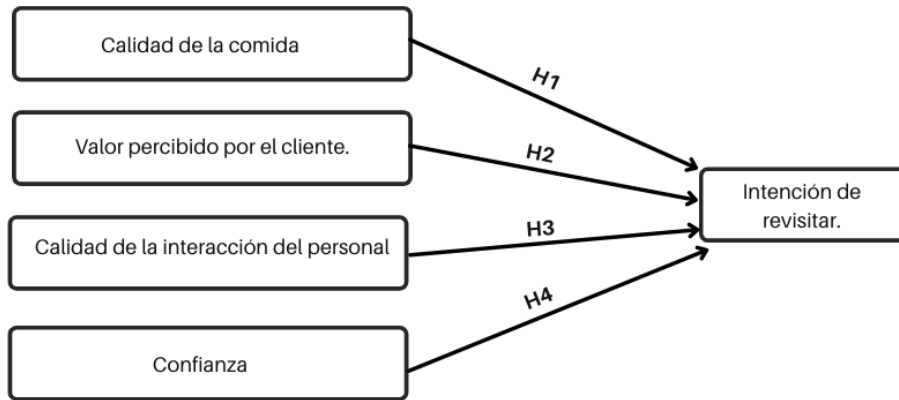 Calidad de la comida
H1
Valor percibido por el cliente.
H2
Intención de
revisitar.
Calidad de la interacción del personal
H3
H4
Confianza